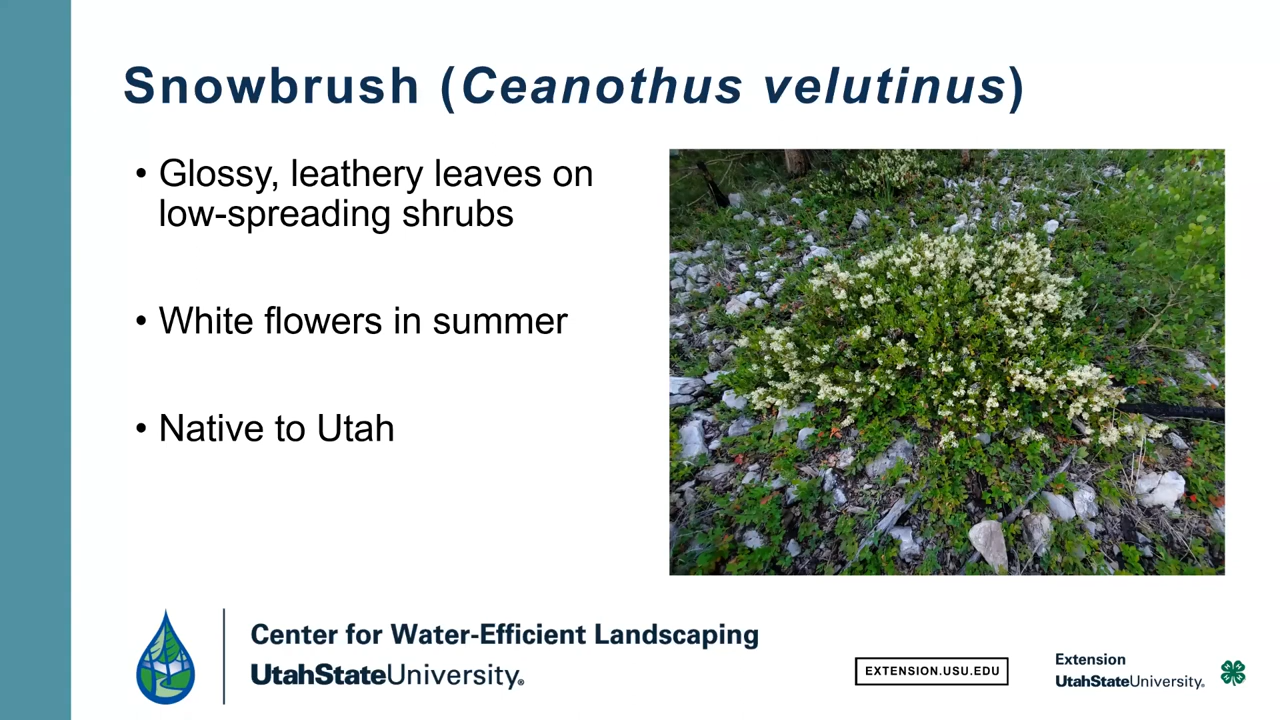 Snowbrush (Ceanothus velutinus)
• Glossy, leathery leaves on
low-spreading shrubs
• White flowers in summer
• Native to Utah
Center for Water-Efficient Landscaping
UtahStateUniversity®
EXTENSION.USU.EDU
Extension
UtahStateUniversity®